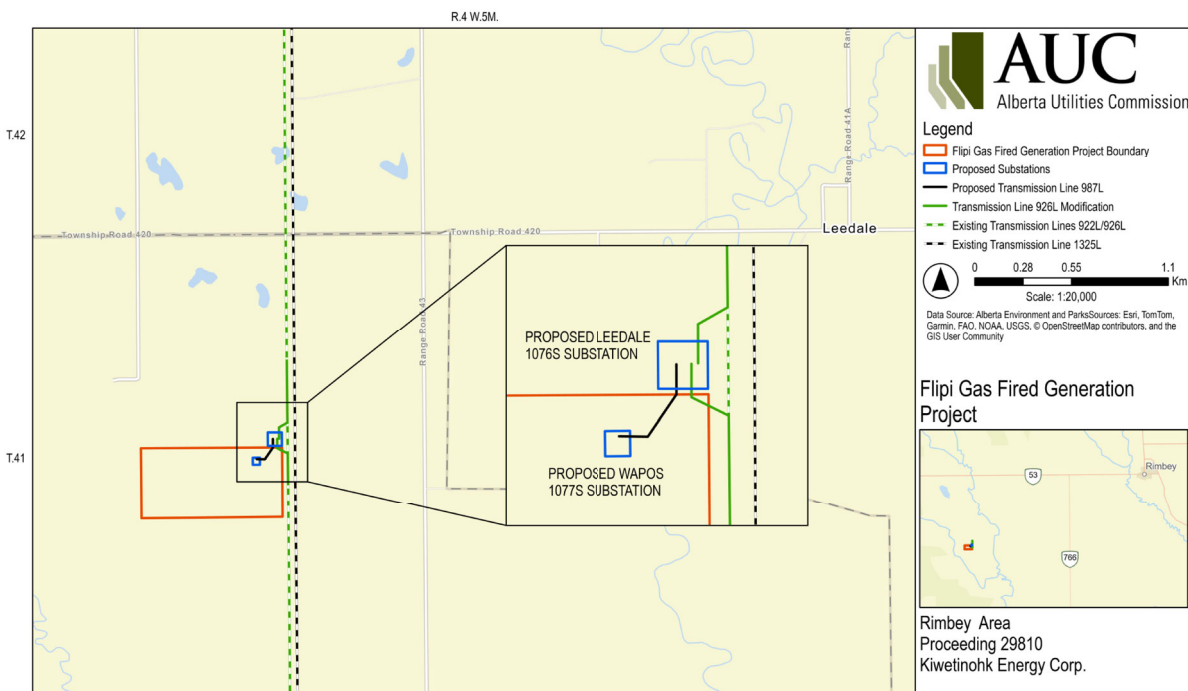 R.4 W.5M.
T.42
T.41
Township Road 420
Township Road 420
Range Road 43
Range Road 41A
Leedale
PROPOSED LEEDALE
1076S SUBSTATION
PROPOSED WAPOS
1077S SUBSTATION
AUC
Alberta Utilities Commission
Legend
Flipi Gas Fired Generation Project Boundary
Proposed Substations
Proposed Transmission Line 987L
Transmission Line 926L Modification
Existing Transmission Lines 922L/926L
Existing Transmission Line 1325L
0 0.28 0.55 1.1
Km
Scale: 1:20,000
Data Source: Alberta Environment and ParksSources: Esri, TomTom,
Garmin, FAO, NOAA, USGS, © OpenStreetMap contributors, and the
GIS User Community
Flipi Gas Fired Generation
Project
Rimbey
53
766
Rimbey Area
Proceeding 29810
Kiwetinohk Energy Corp.